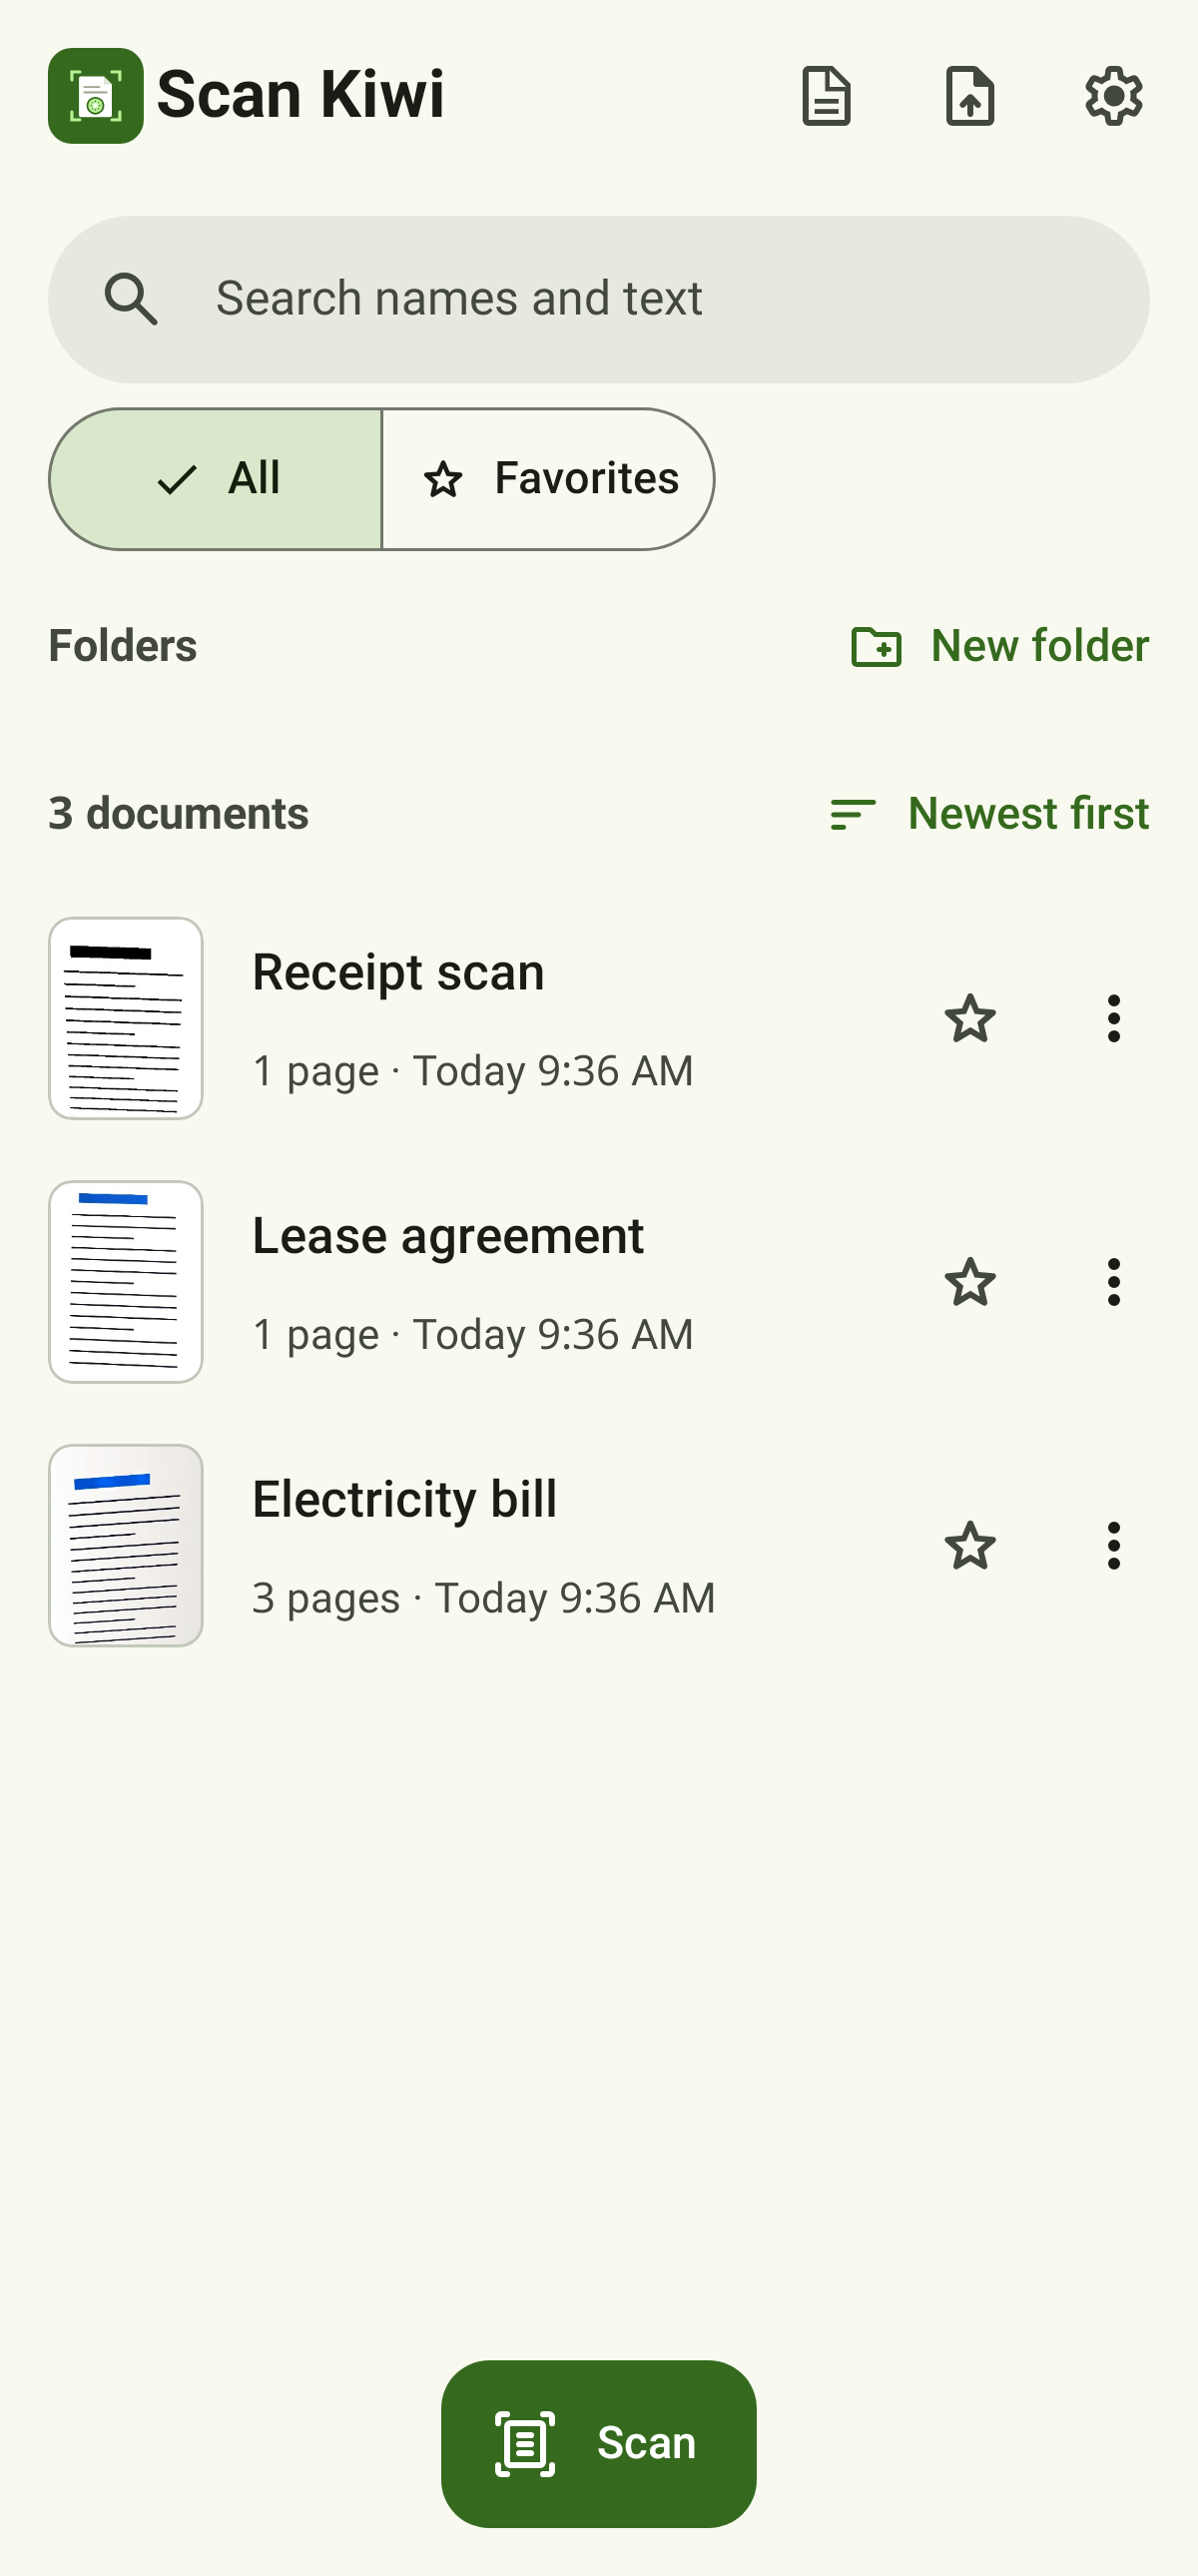 Scan Kiwi
Search names and text
All
Favorites
Folders
New folder
3 documents
Newest first
Receipt scan
1 page · Today 9:36 AM
Lease agreement
1 page · Today 9:36 AM
Electricity bill
3 pages · Today 9:36 AM
Scan